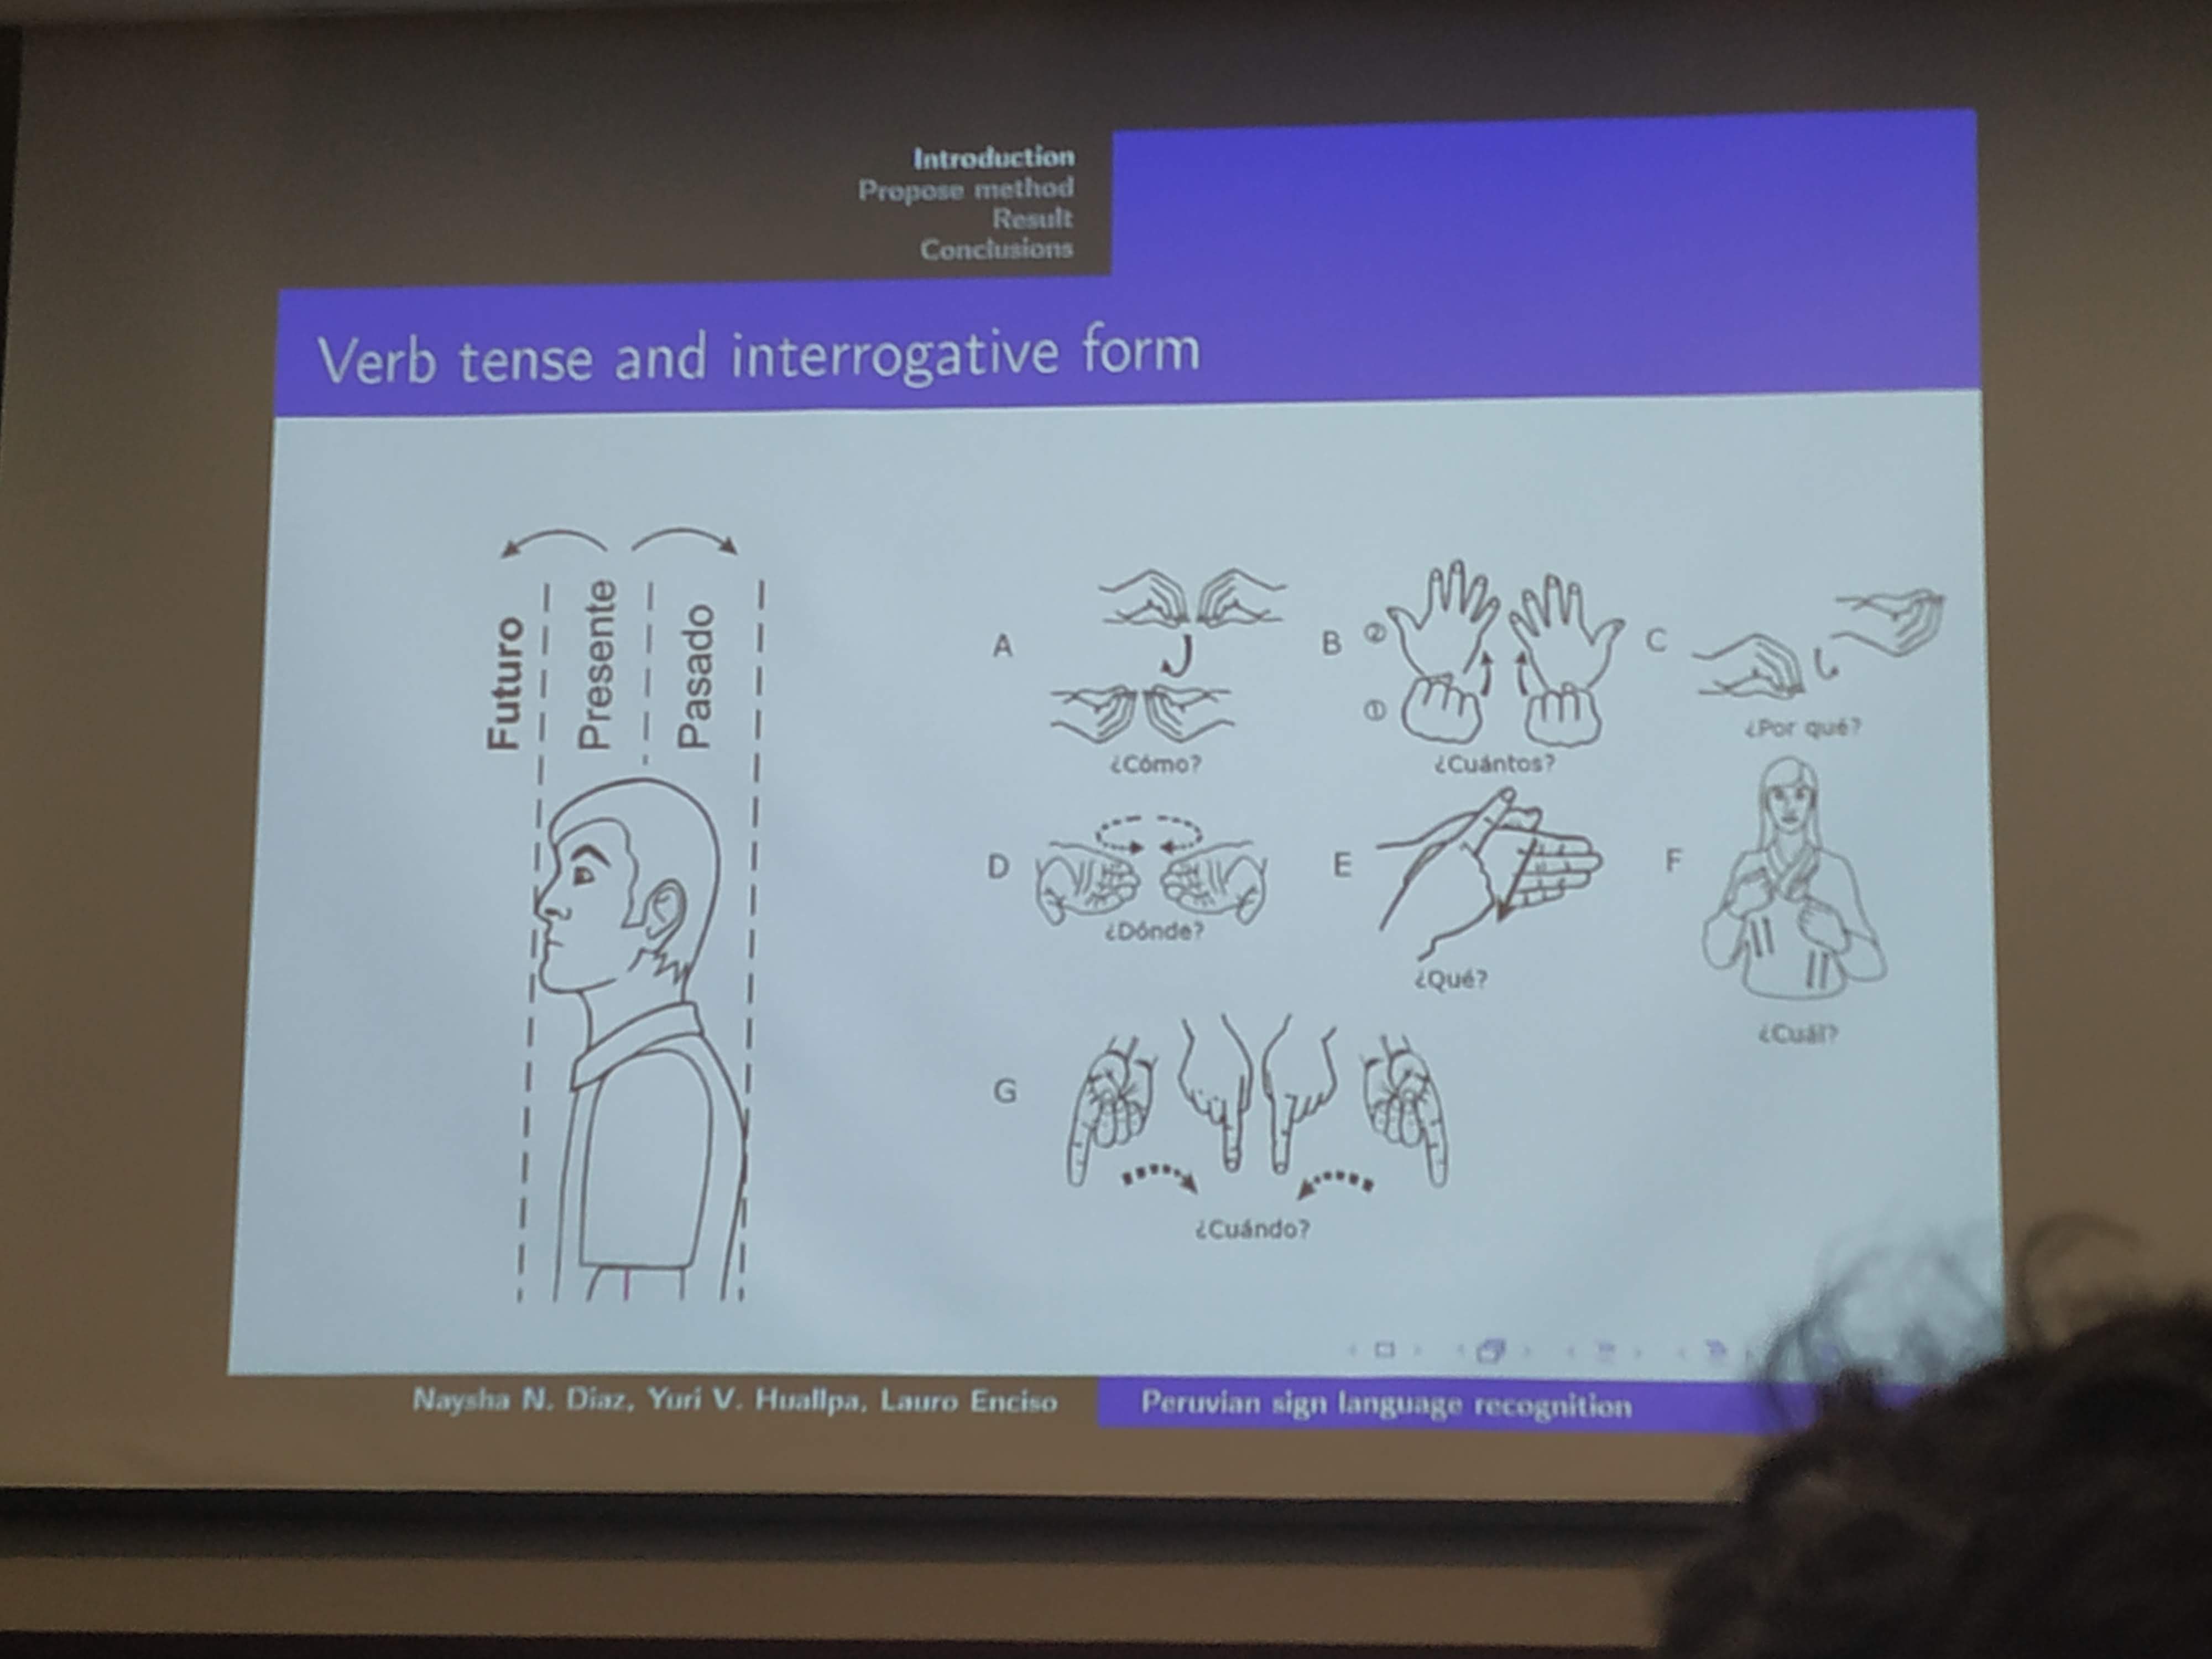 Introduction
Propose method
Result
Conclusions
Verb tense and interrogative form
Futuro
Presente
Pasado
A
¿Cómo?
B
②
①
¿Cuántos?
C
¿Por qué?
D
¿Dónde?
E
¿Qué?
F
¿Cuál?
G
¿Cuándo?
Naysha N. Diaz, Yuri V. Huallpa, Lauro Enciso
Peruvian sign language recognition